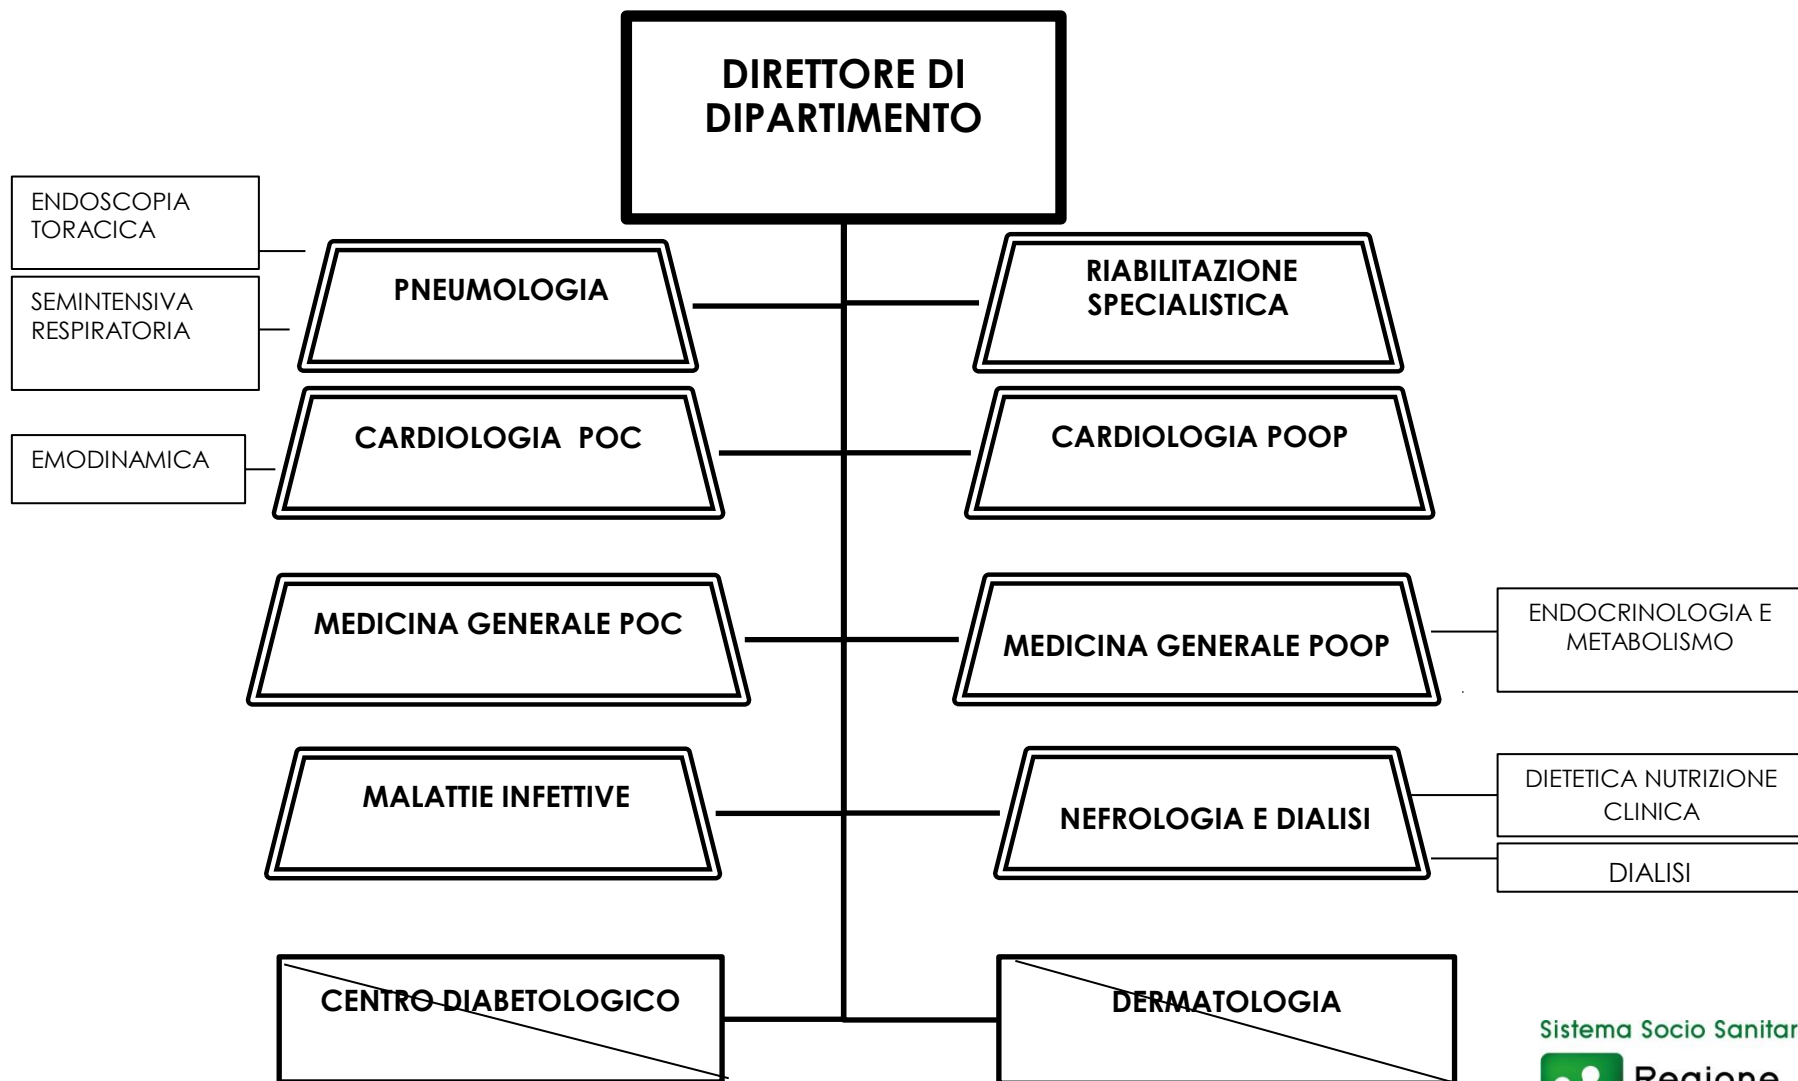 DIRETTORE DI
DIPARTIMENTO
ENDOSCOPIA
TORACICA
PNEUMOLOGIA
RIABILITAZIONE
SPECIALISTICA
SEMINTENSIVA
RESPIRATORIA
CARDIOLOGIA POC
CARDIOLOGIA POOP
EMODINAMICA
MEDICINA GENERALE POC
MEDICINA GENERALE POOP
ENDOCRINOLOGIA E
METABOLISMO
MALATTIE INFETTIVE
NEFROLOGIA E DIALISI
DIETETICA NUTRIZIONE
CLINICA
DIALISI
CENTRO DIABETOLOGICO
DERMATOLOGIA
Sistema Socio Sanitar
Regione